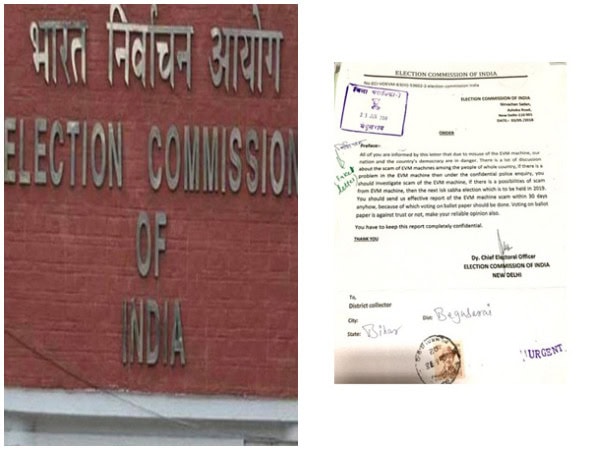 भारत निर्वाचन आयोग
ELECTION COMMISSION
OF
INDIA
ELECTION COMMISSION OF INDIA
election commission india
ELECTION COMMISSION OF INDIA
Nirvachan Sadan,
Ashoka Road,
New Delhi-110 001
ORDER
Preface:-
All of you are informed by this letter that due to misuse of the EVM machine, our
nation and the country's democracy are in danger. There is a lot of discussion
about the scam of EVM machines among the people of whole country, if there is a
problem in the EVM machine then under the confidential police enquiry, you
should investigate scam of the EVM machine, if there is a possibilities of scam
from EVM machine, then the next lok sabha election which is to be held in 2019.
You should send us effective report of the EVM machine scam within 30 days
anyhow, because of which voting on ballot paper should be done. Voting on ballot
paper is against trust or not, make your reliable opinion also.
You have to keep this report completely confidential.
THANK YOU
Dy. Chief Electoral Officer
ELECTION COMMISSION OF INDIA
NEW DELHI
To,
District collector
City: Dist: Begusarai
State: Bihar
URGENT